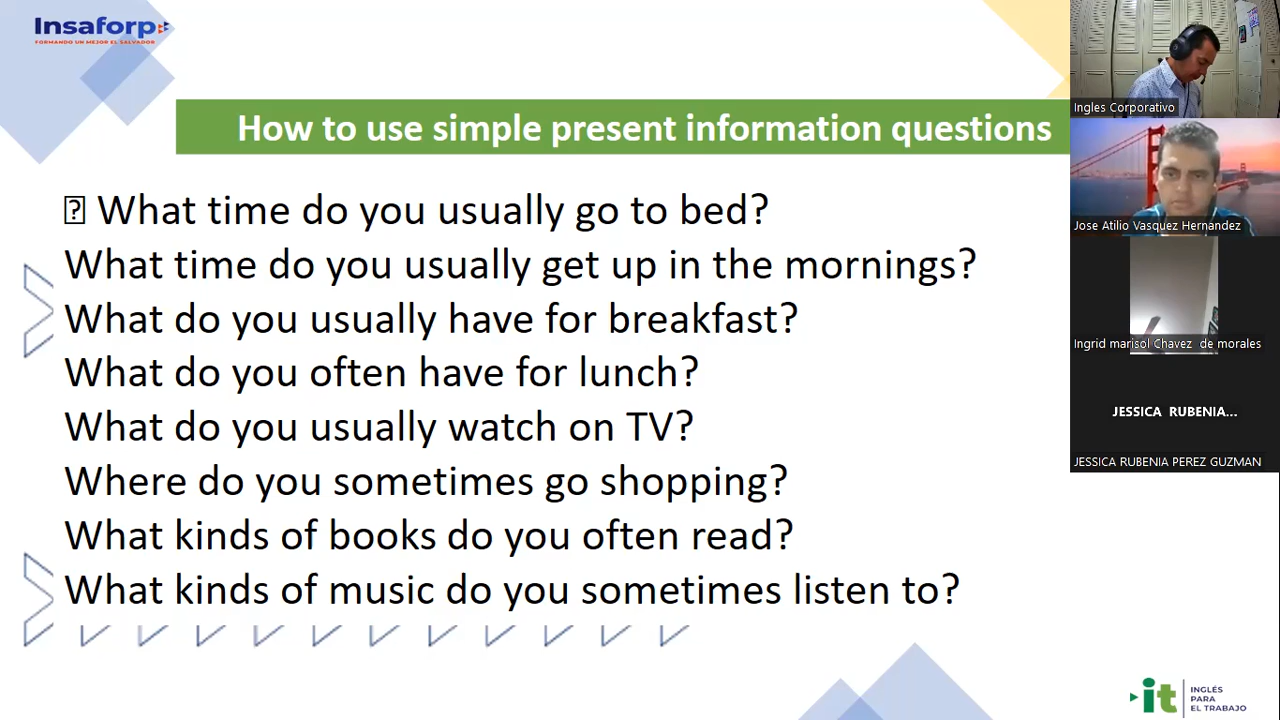 Insaforp
FORMANDO UN MEJOR EL SALVADOR
How to use simple present information questions
What time do you usually go to bed?
What time do you usually get up in the mornings?
What do you usually have for breakfast?
What do you often have for lunch?
What do you usually watch on TV?
Where do you sometimes go shopping?
What kinds of books do you often read?
What kinds of music do you sometimes listen to?
Ingles Corporativo
Jose Atilio Vasquez Hernandez
Ingrid marisol Chavez de morales
JESSICA RUBENIA...
JESSICA RUBENIA PEREZ GUZMAN
it
INGLÉS
PARA
EL TRABAJO